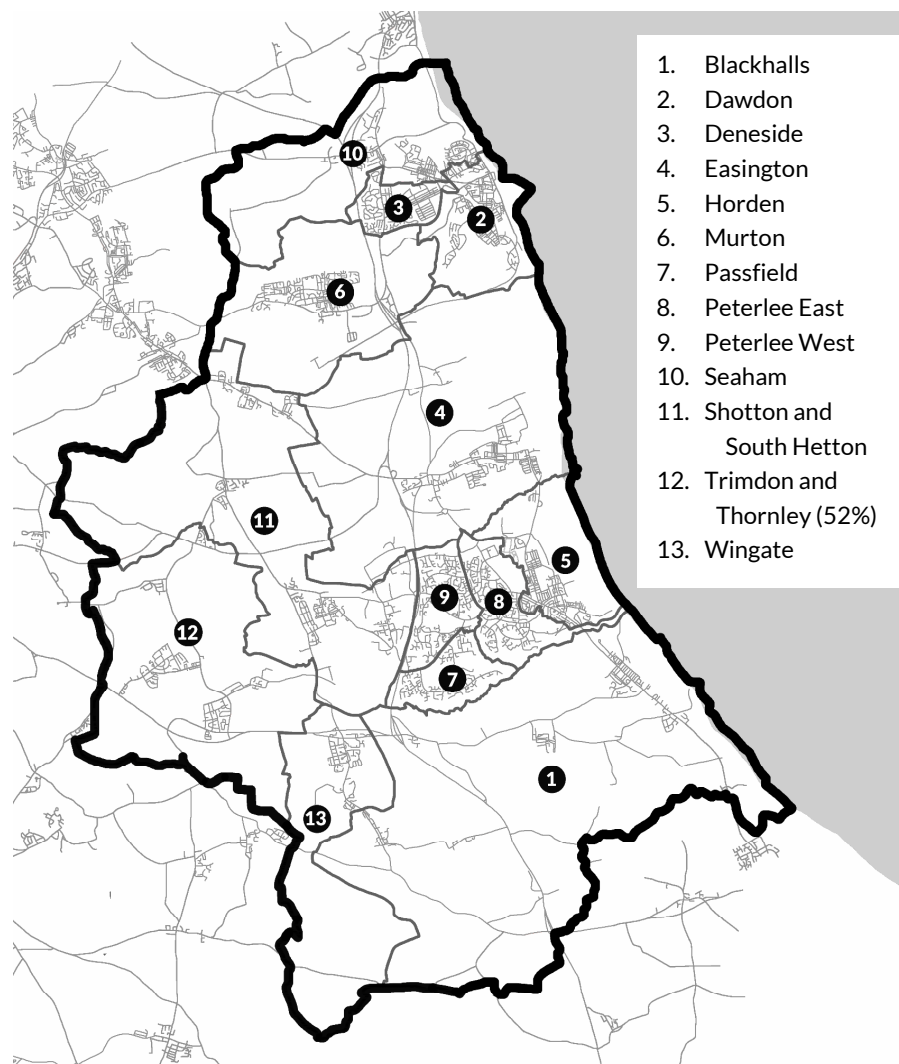 1. Blackhalls
2. Dawdon
3. Deneside
4. Easington
5. Horden
6. Murton
7. Passfield
8. Peterlee East
9. Peterlee West
10. Seaham
11. Shotton and
South Hetton
12. Trimdon and
Thornley (52%)
13. Wingate
10
3
2
6
4
11
5
9
8
12
7
1
13